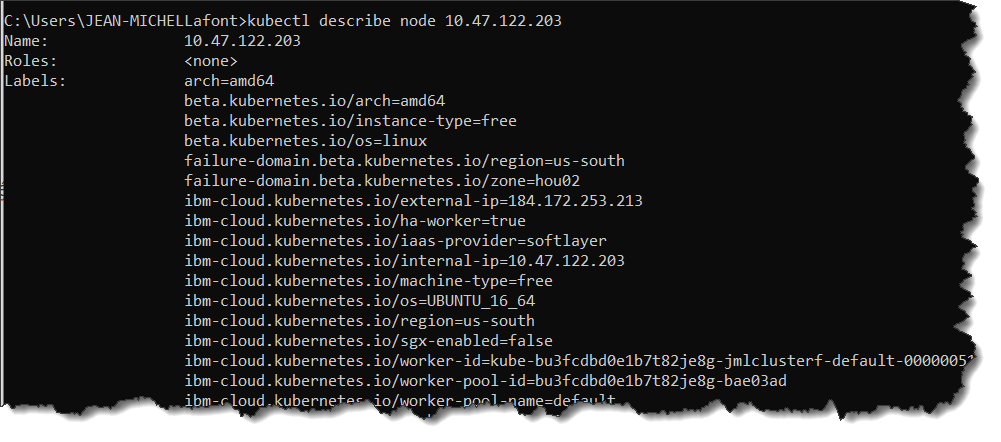 C:\Users\JEAN-MICHELLafont>kubectl describe node 10.47.122.203
Name: 10.47.122.203
Roles: <none>
Labels: arch=amd64
beta.kubernetes.io/arch=amd64
beta.kubernetes.io/instance-type=free
beta.kubernetes.io/os=linux
failure-domain.beta.kubernetes.io/region=us-south
failure-domain.beta.kubernetes.io/zone=hou02
ibm-cloud.kubernetes.io/external-ip=184.172.253.213
ibm-cloud.kubernetes.io/ha-worker=true
ibm-cloud.kubernetes.io/iaas-provider=softlayer
ibm-cloud.kubernetes.io/internal-ip=10.47.122.203
ibm-cloud.kubernetes.io/machine-type=free
ibm-cloud.kubernetes.io/os=UBUNTU_16_64
ibm-cloud.kubernetes.io/region=us-south
ibm-cloud.kubernetes.io/sgx-enabled=false
ibm-cloud.kubernetes.io/worker-id=kube-bu3fcdbd0e1b7t82je8g-jmlclusterf-default-00000051
ibm-cloud.kubernetes.io/worker-pool-id=bu3fcdbd0e1b7t82je8g-bae03ad
ibm-cloud.kubernetes.io/worker-pool-name=default